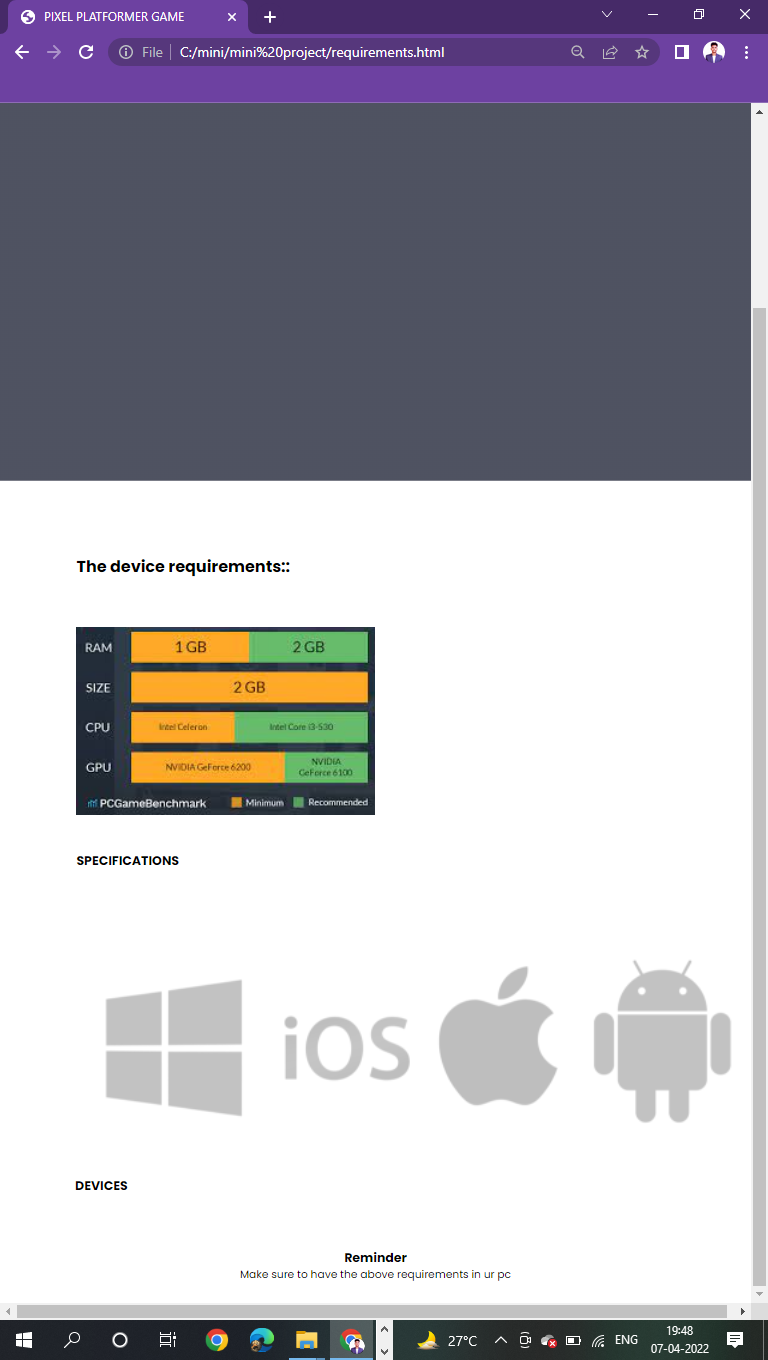 PIXEL PLATFORMER GAME
File
C:/mini/mini%20project/requirements.html
The device requirements::
RAM 1 GB 2 GB
SIZE 2 GB
CPU Intel Celeron Intel Core i3-530
GPU NVIDIA GeForce 6200 NVIDIA
GeForce 6100
PCGameBenchmark Minimum Recommended
SPECIFICATIONS
iOS
DEVICES
Reminder
Make sure to have the above requirements in ur pc
27°C
ENG
19:48
07-04-2022